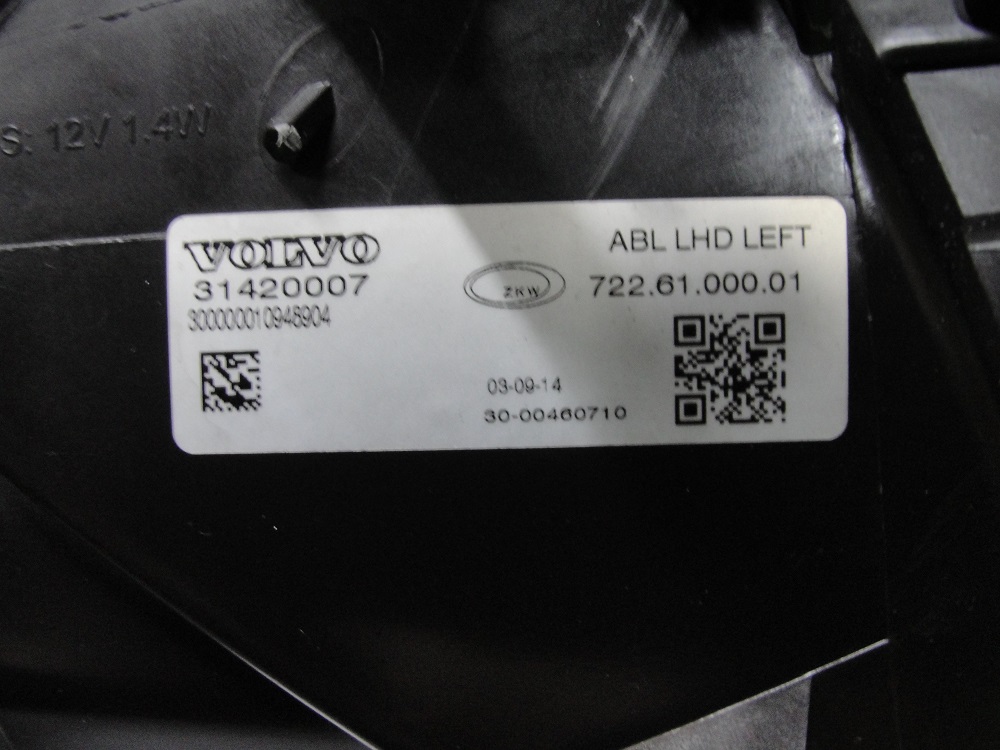 S: 12V 1.4W
VOLVO
31420007
300000010948904
ABL LHD LEFT
ZKW
722.61.000.01
03-09-14
30-00460710